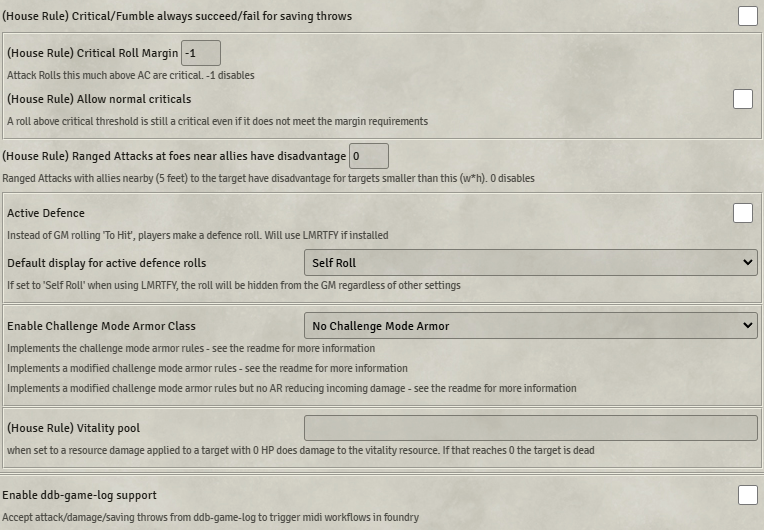 (House Rule) Critical/Fumble always succeed/fail for saving throws
(House Rule) Critical Roll Margin -1
Attack Rolls this much above AC are critical. -1 disables
(House Rule) Allow normal criticals
A roll above critical threshold is still a critical even if it does not meet the margin requirements
(House Rule) Ranged Attacks at foes near allies have disadvantage 0
Ranged Attacks with allies nearby (5 feet) to the target have disadvantage for targets smaller than this (w*h). 0 disables
Active Defence
Instead of GM rolling 'To Hit', players make a defence roll. Will use LMRTFY if installed
Default display for active defence rolls Self Roll
If set to 'Self Roll' when using LMRTFY, the roll will be hidden from the GM regardless of other settings
Enable Challenge Mode Armor Class No Challenge Mode Armor
Implements the challenge mode armor rules - see the readme for more information
Implements a modified challenge mode armor rules - see the readme for more information
Implements a modified challenge mode armor rules but no AR reducing incoming damage - see the readme for more information
(House Rule) Vitality pool
when set to a resource damage applied to a target with 0 HP does damage to the vitality resource. If that reaches 0 the target is dead
Enable ddb-game-log support
Accept attack/damage/saving throws from ddb-game-log to trigger midi workflows in foundry